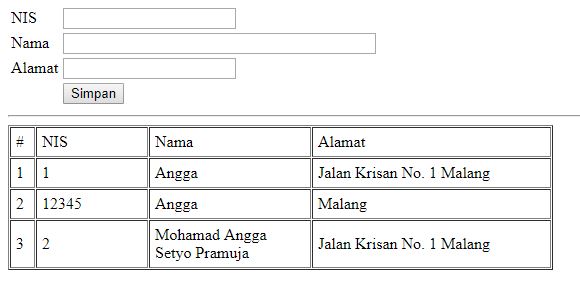 NIS
Nama
Alamat
Simpan
# NIS Nama Alamat
1 1 Angga Jalan Krisan No. 1 Malang
2 12345 Angga Malang
3 2 Mohamad Angga
Setyo Pramuja Jalan Krisan No. 1 Malang